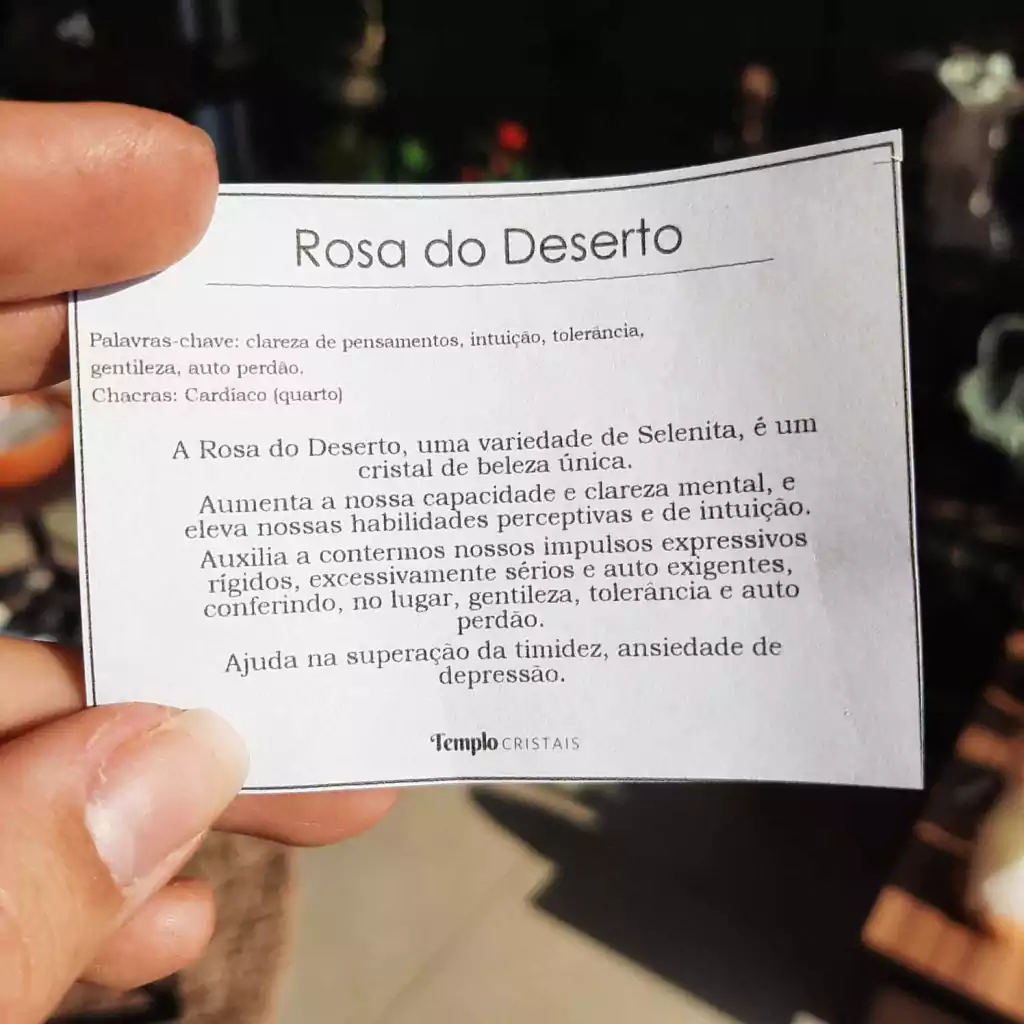 Rosa do Deserto
Palavras-chave: clareza de pensamentos, intuição, tolerância,
gentileza, auto perdão.
Chacras: Cardíaco (quarto)
A Rosa do Deserto, uma variedade de Selenita, é um
cristal de beleza única.
Aumenta a nossa capacidade e clareza mental, e
eleva nossas habilidades perceptivas e de intuição.
Auxilia a contermos nossos impulsos expressivos
rígidos, excessivamente sérios e auto exigentes,
conferindo, no lugar, gentileza, tolerância e auto
perdão.
Ajuda na superação da timidez, ansiedade de
depressão.
Templo CRISTAIS